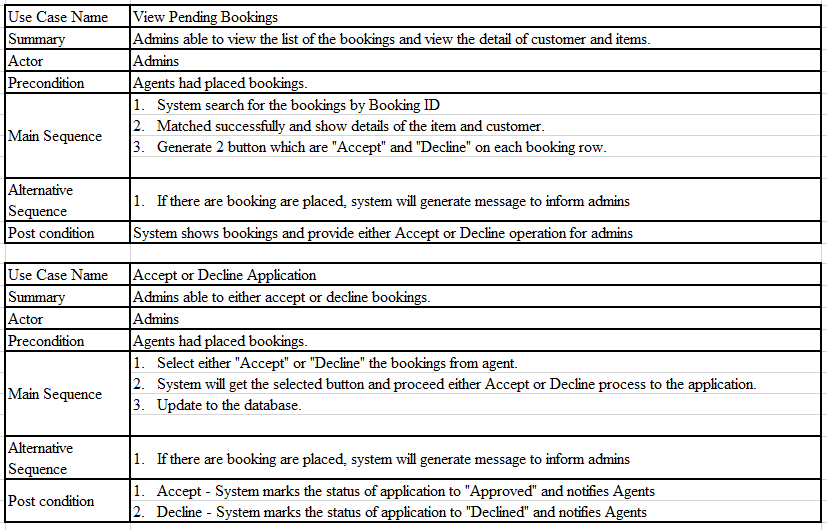 Use Case Name View Pending Bookings
Summary Admins able to view the list of the bookings and view the detail of customer and items.
Actor Admins
Precondition Agents had placed bookings.
Main Sequence
1. System search for the bookings by Booking ID
2. Matched successfully and show details of the item and customer.
3. Generate 2 button which are "Accept" and "Decline" on each booking row.
Alternative
Sequence
1. If there are booking are placed, system will generate message to inform admins
Post condition System shows bookings and provide either Accept or Decline operation for admins
Use Case Name Accept or Decline Application
Summary Admins able to either accept or decline bookings.
Actor Admins
Precondition Agents had placed bookings.
Main Sequence
1. Select either "Accept" or "Decline" the bookings from agent.
2. System will get the selected button and proceed either Accept or Decline process to the application.
3. Update to the database.
Alternative
Sequence
1. If there are booking are placed, system will generate message to inform admins
Post condition
1. Accept - System marks the status of application to "Approved" and notifies Agents
2. Decline - System marks the status of application to "Declined" and notifies Agents